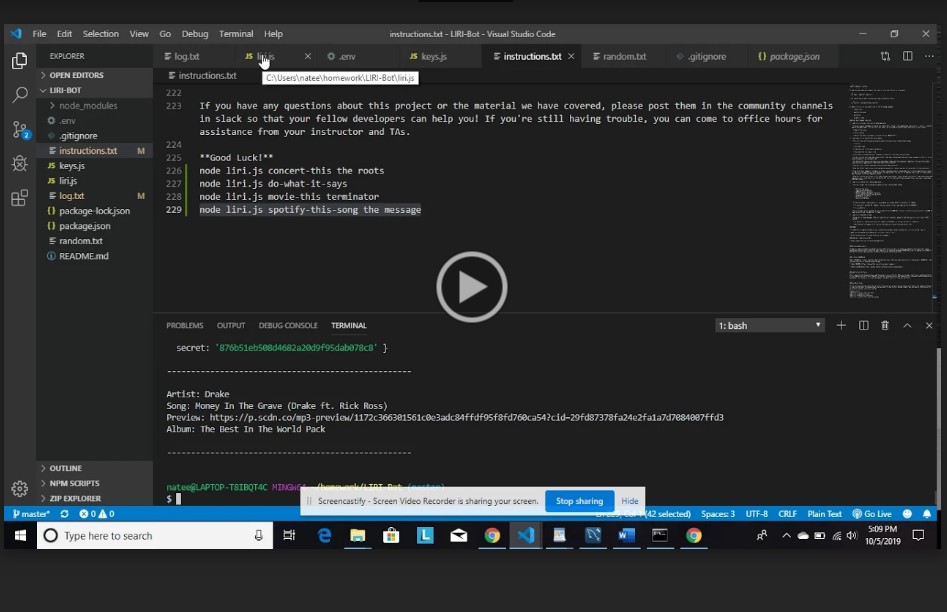 File Edit Selection View Go Debug Terminal Help
instructions.txt - LIRI-Bot - Visual Studio Code
EXPLORER
log.txt
JS liri.js
.env
JS keys.js
instructions.txt
random.txt
.gitignore
{} package.json
OPEN EDITORS
instructions.txt
C:\Users\natee\homework\LIRI-Bot\liri.js
LIRI-BOT
node_modules
.env
.gitignore
instructions.txt M
JS keys.js
JS liri.js
log.txt M
{} package-lock.json
{} package.json
random.txt
README.md
2
222
223 If you have any questions about this project or the material we have covered, please post them in the community channels
in slack so that your fellow developers can help you! If you're still having trouble, you can come to office hours for
assistance from your instructor and TAs.
224
225 **Good Luck!**
226 node liri.js concert-this the roots
227 node liri.js do-what-it-says
228 node liri.js movie-this terminator
229 node liri.js spotify-this-song the message
PROBLEMS OUTPUT DEBUG CONSOLE TERMINAL
1: bash
secret: '876b51eb508d4682a20d9f95dab078c8' }
--------------------------------------------------
Artist: Drake
Song: Money In The Grave (Drake ft. Rick Ross)
Preview: https://p.scdn.co/mp3-preview/1172c366301561c0e3adc84ffdf95f8fd760ca54?cid=29fd87378fa24e2fa1a7d7084007ffd3
Album: The Best In The World Pack
--------------------------------------------------
natee@LAPTOP-T8IBQT4C
$
OUTLINE
NPM SCRIPTS
ZIP EXPLORER
Screencastify - Screen Video Recorder is sharing your screen.
Stop sharing
Hide
master*
0 0
(42 selected) Spaces: 3 UTF-8 CRLF Plain Text Go Live
Type here to search
5:09 PM
10/5/2019